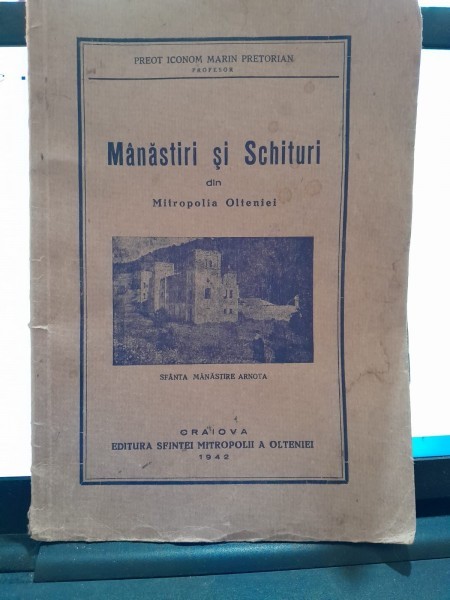 PREOT ICONOM MARIN PRETORIAN
PROFESOR
Mânăstiri și Schituri
din
Mitropolia Olteniei
SFÂNTA MÂNĂSTIRE ARNOTA
CRAIOVA
EDITURA SFINTEI MITROPOLII A OLTENIEI
1942